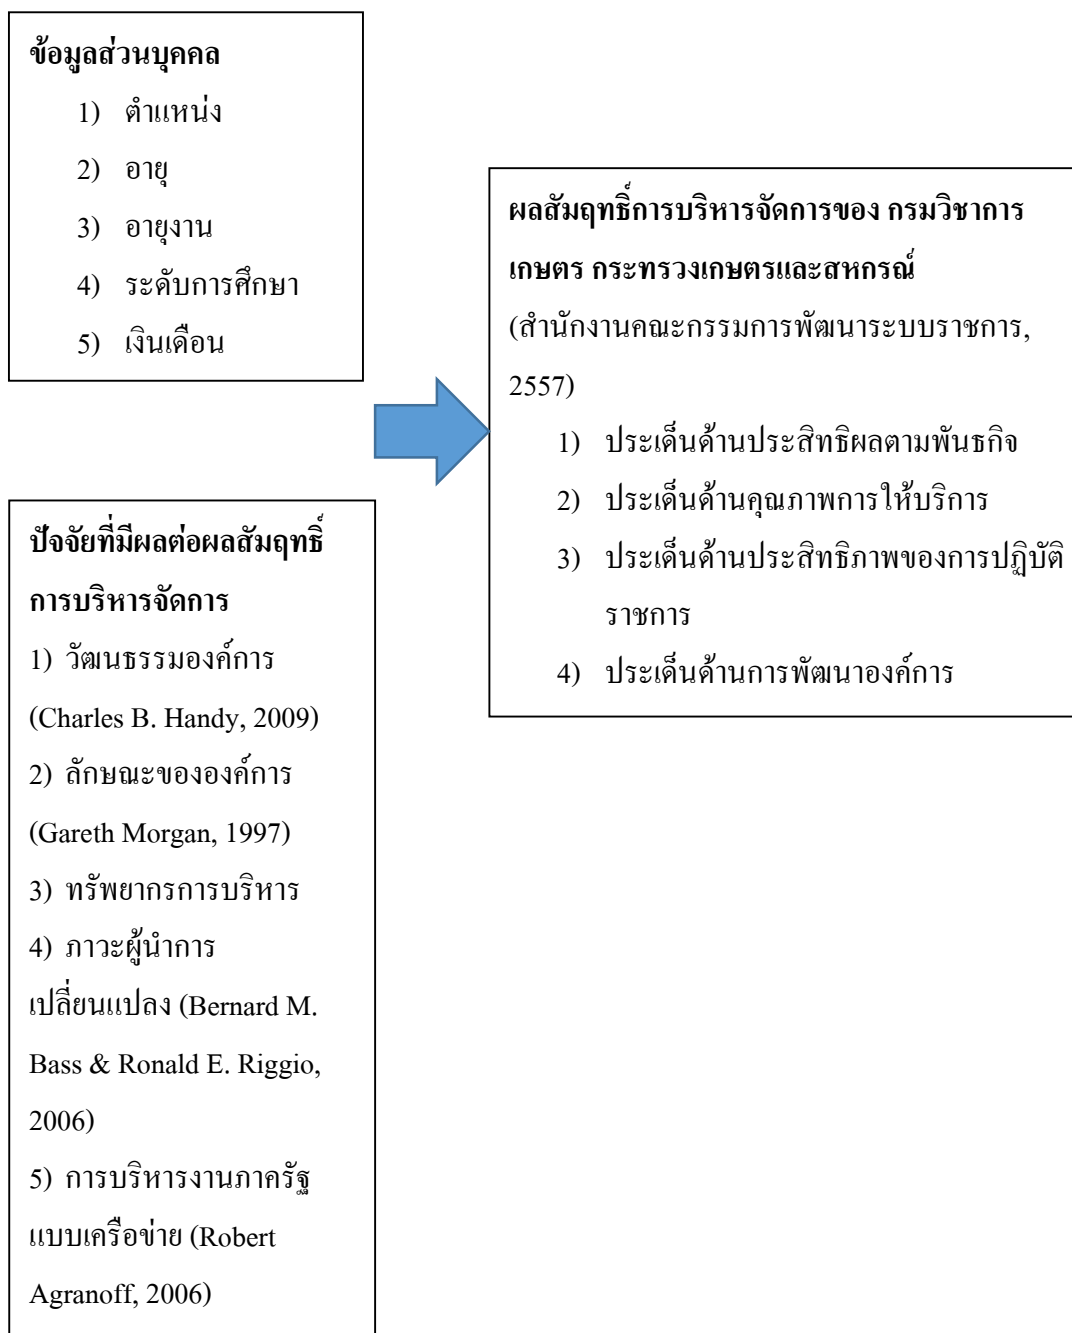 ข้อมูลส่วนบุคคล
1) ตำแหน่ง
2) อายุ
3) อายุงาน
4) ระดับการศึกษา
5) เงินเดือน
ปัจจัยที่มีผลต่อผลสัมฤทธิ์
การบริหารจัดการ
1) วัฒนธรรมองค์การ
(Charles B. Handy, 2009)
2) ลักษณะขององค์การ
(Gareth Morgan, 1997)
3) ทรัพยากรการบริหาร
4) ภาวะผู้นำการ
เปลี่ยนแปลง (Bernard M.
Bass & Ronald E. Riggio,
2006)
5) การบริหารงานภาครัฐ
แบบเครือข่าย (Robert
Agranoff, 2006)
ผลสัมฤทธิ์การบริหารจัดการของ กรมวิชาการ
เกษตร กระทรวงเกษตรและสหกรณ์
(สำนักงานคณะกรรมการพัฒนาระบบราชการ,
2557)
1) ประเด็นด้านประสิทธิผลตามพันธกิจ
2) ประเด็นด้านคุณภาพการให้บริการ
3) ประเด็นด้านประสิทธิภาพของการปฏิบัติ
ราชการ
4) ประเด็นด้านการพัฒนาองค์การ